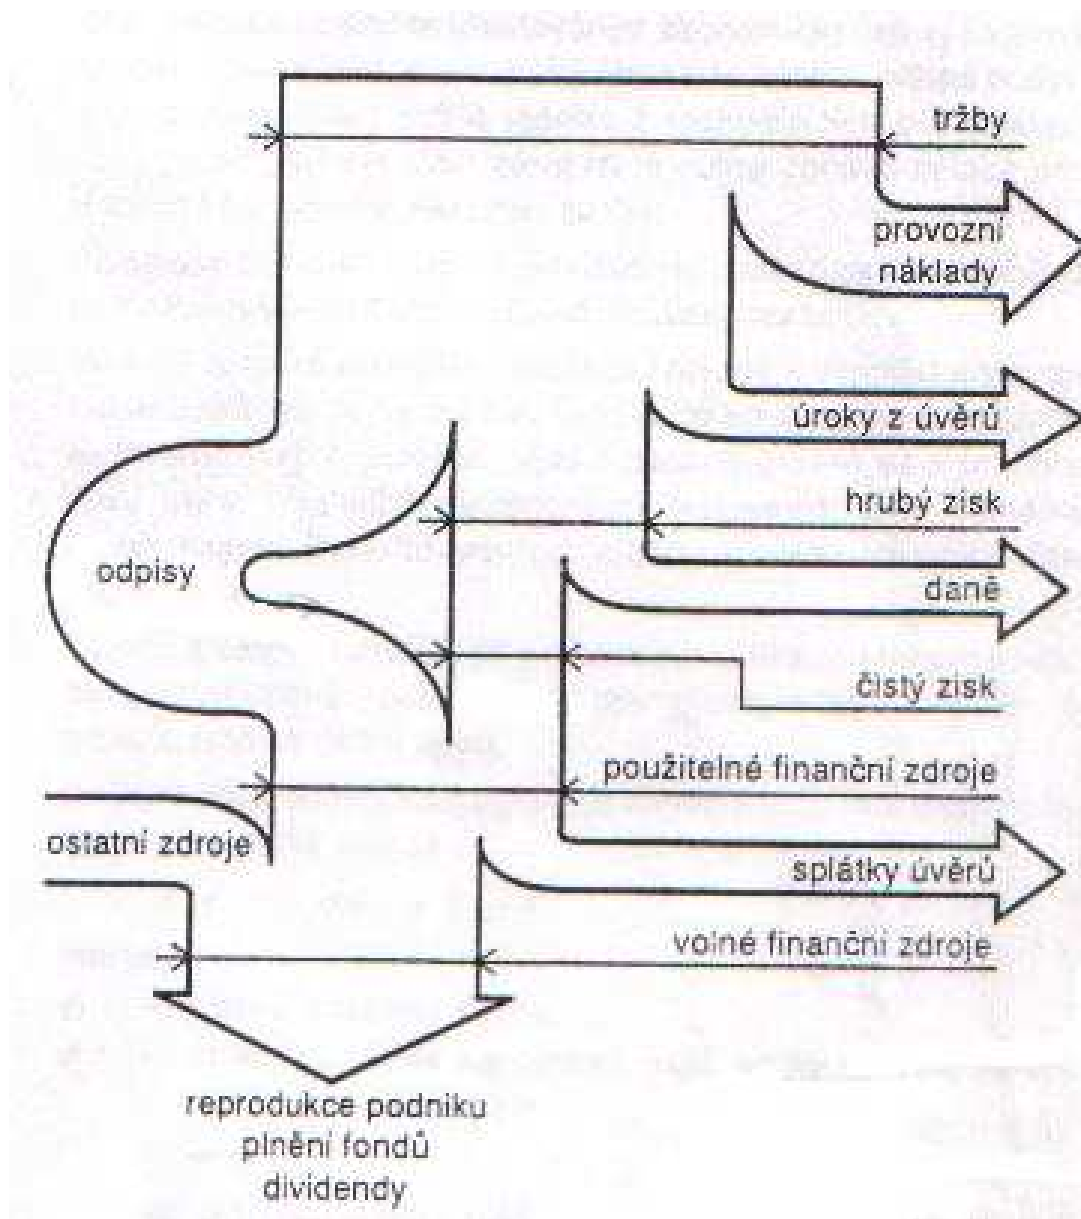 tržby
provozní
náklady
úroky z úvěrů
hrubý zisk
odpisy
daně
čistý zisk
použitelné finanční zdroje
ostatní zdroje
splátky úvěrů
volné finanční zdroje
reprodukce podniku
plnění fondů
dividendy